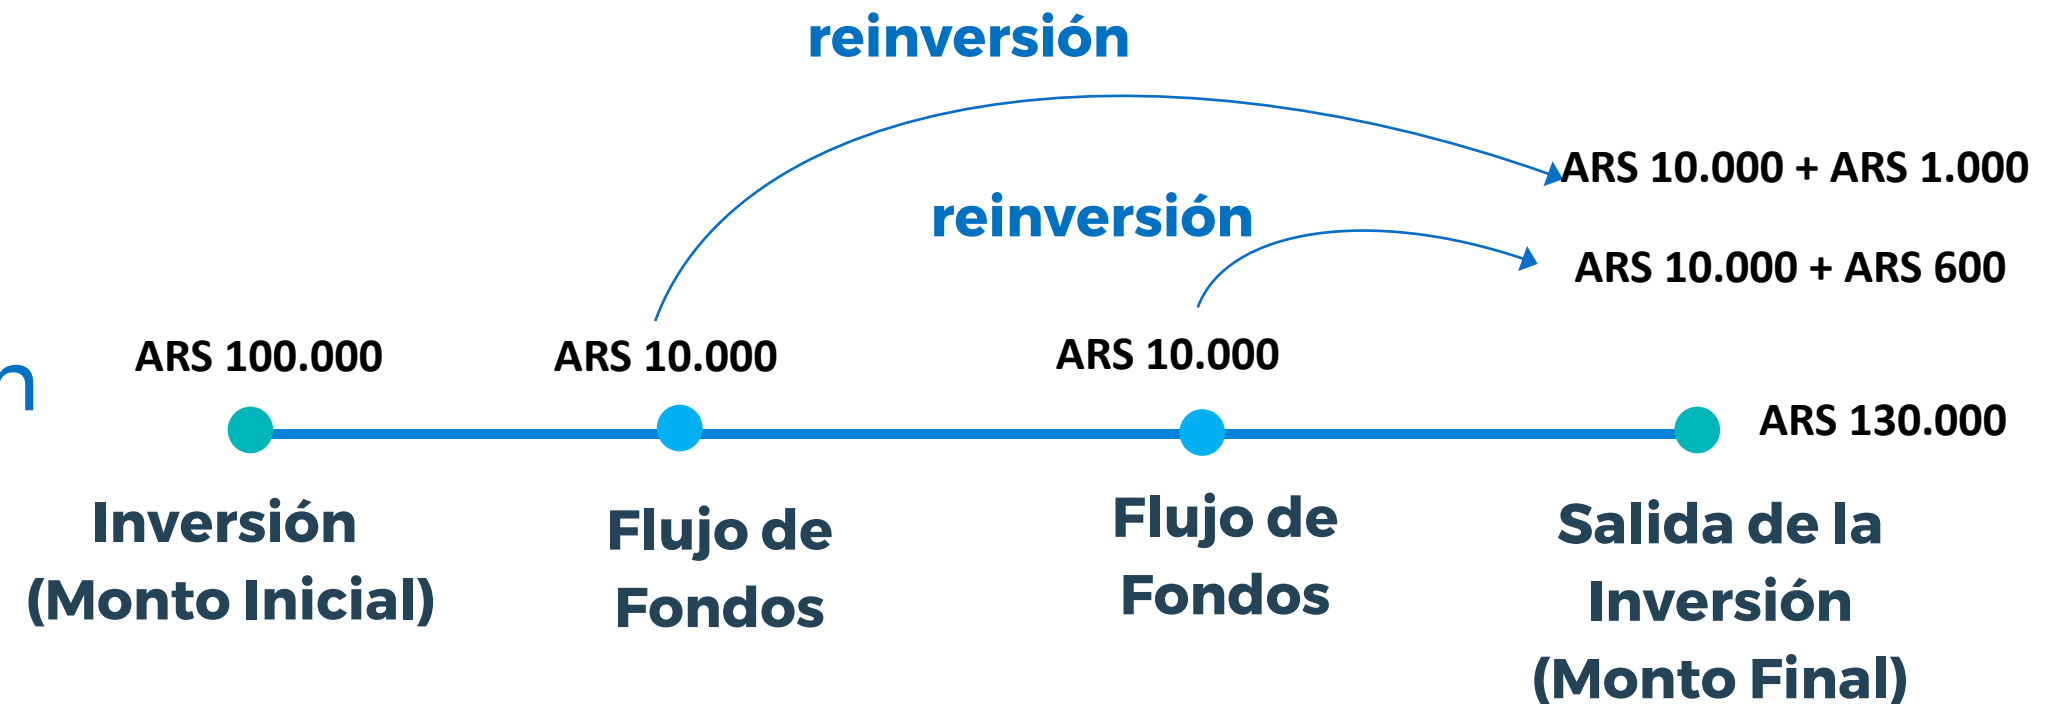 reinversión
ARS 10.000 + ARS 1.000
reinversión
ARS 10.000 + ARS 600
ARS 100.000
ARS 10.000
ARS 10.000
n
ARS 130.000
Inversión
(Monto Inicial)
Flujo de
Fondos
Flujo de
Fondos
Salida de la
Inversión
(Monto Final)